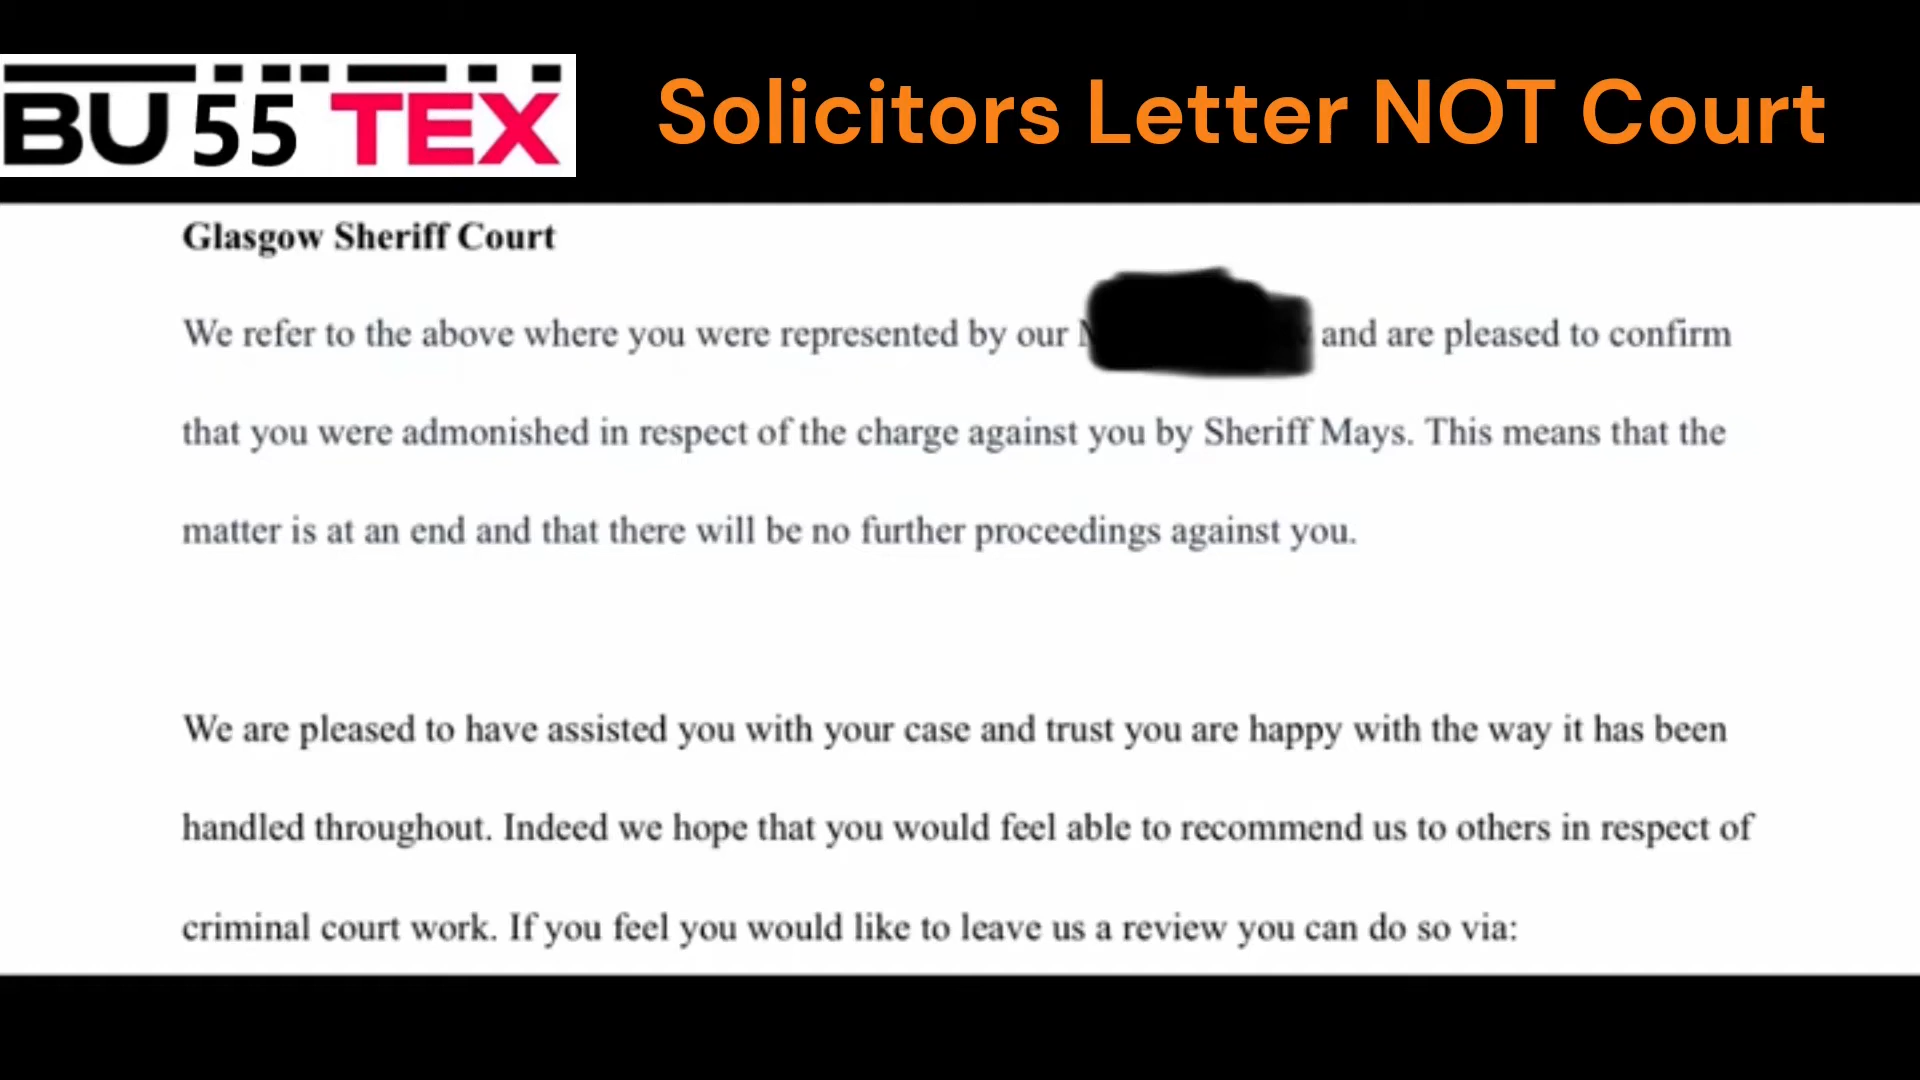 BU55 TEX
Solicitors Letter NOT Court
Glasgow Sheriff Court
We refer to the above where you were represented by our and are pleased to confirm
that you were admonished in respect of the charge against you by Sheriff Mays. This means that the
matter is at an end and that there will be no further proceedings against you.
We are pleased to have assisted you with your case and trust you are happy with the way it has been
handled throughout. Indeed we hope that you would feel able to recommend us to others in respect of
criminal court work. If you feel you would like to leave us a review you can do so via: